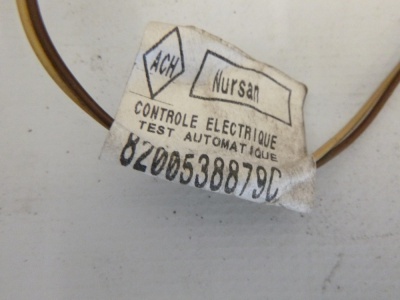 ACH
Nursan
CONTROLE ELECTRIQUE
TEST AUTOMATIQUE
8200538879C